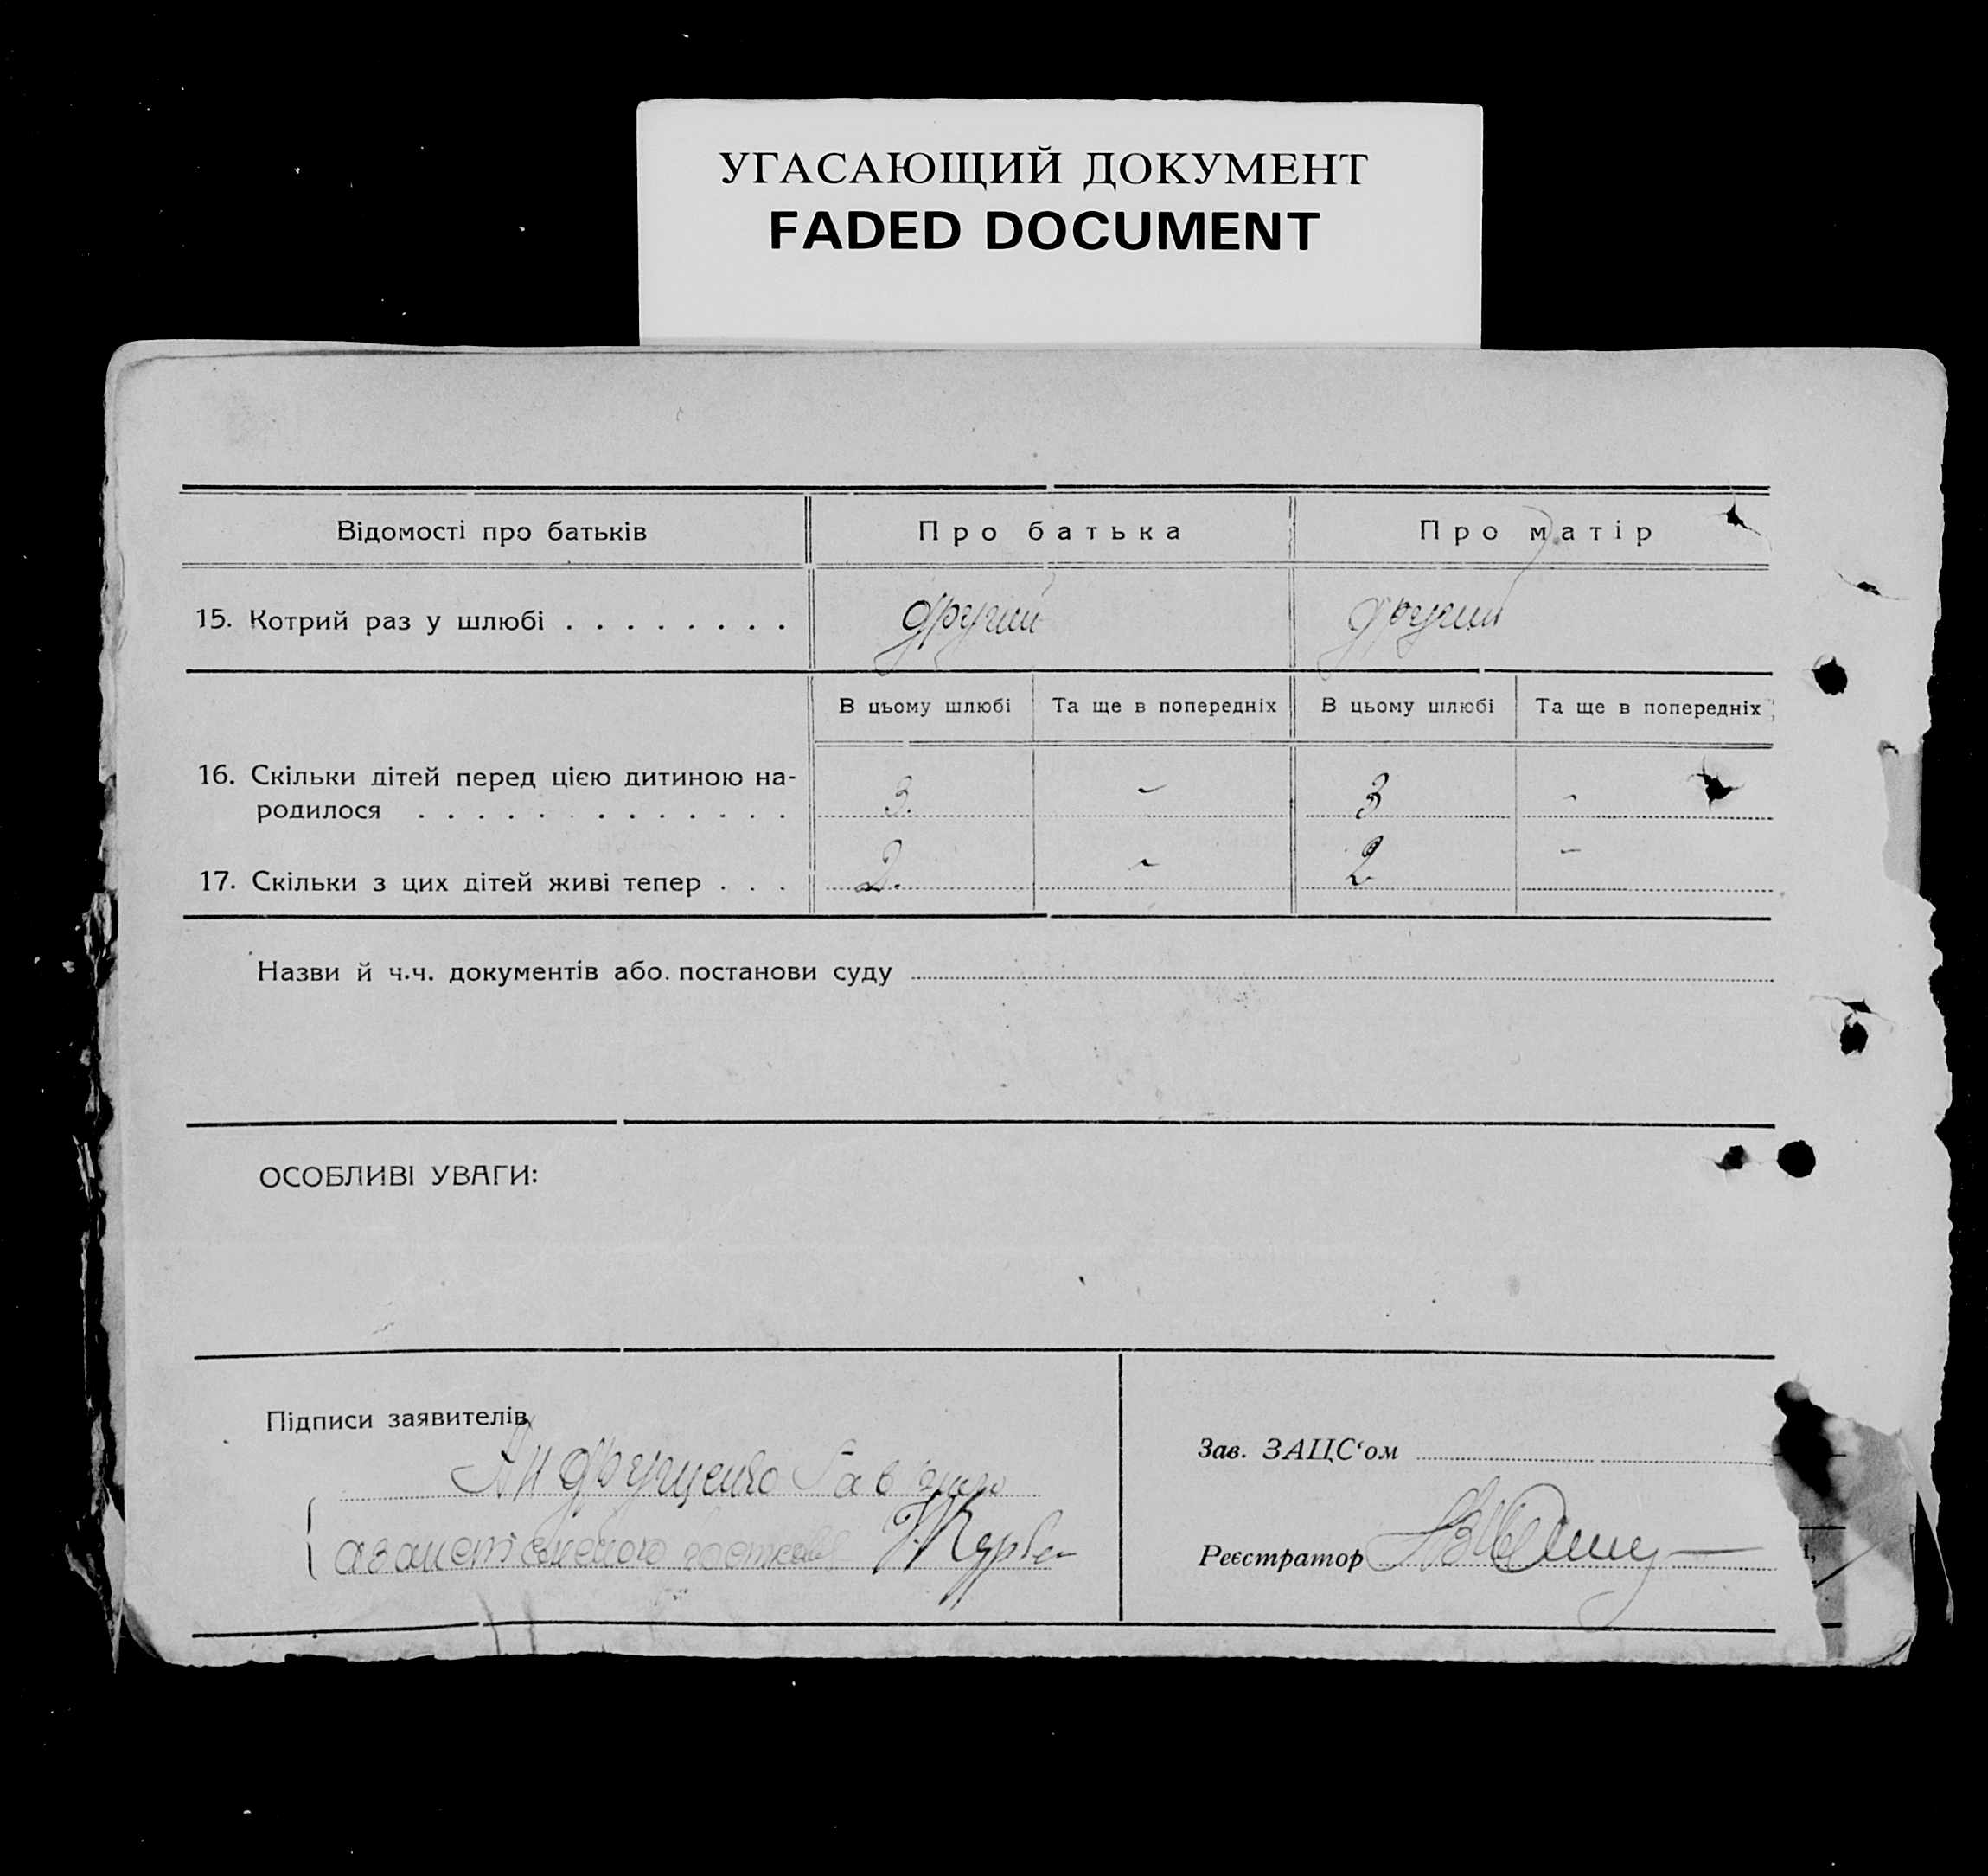 УГАСАЮЩИЙ ДОКУМЕНТ
FADED DOCUMENT
Відомості про батьків Про батька Про матір
15. Котрий раз у шлюбі . . . . . . . . другий другий
В цьому шлюбі Та ще в попередніх В цьому шлюбі Та ще в попередніх
16. Скільки дітей перед цією дитиною на-
родилося . . . . . . . . . . . . . 3. - 3 -
17. Скільки з цих дітей живі тепер . . . 2. - 2 -
Назви й ч.ч. документів або постанови суду
ОСОБЛИВІ УВАГИ:
Підписи заявителів
Андрущенко
Зав. ЗАЦС‘ом
Реєстратор